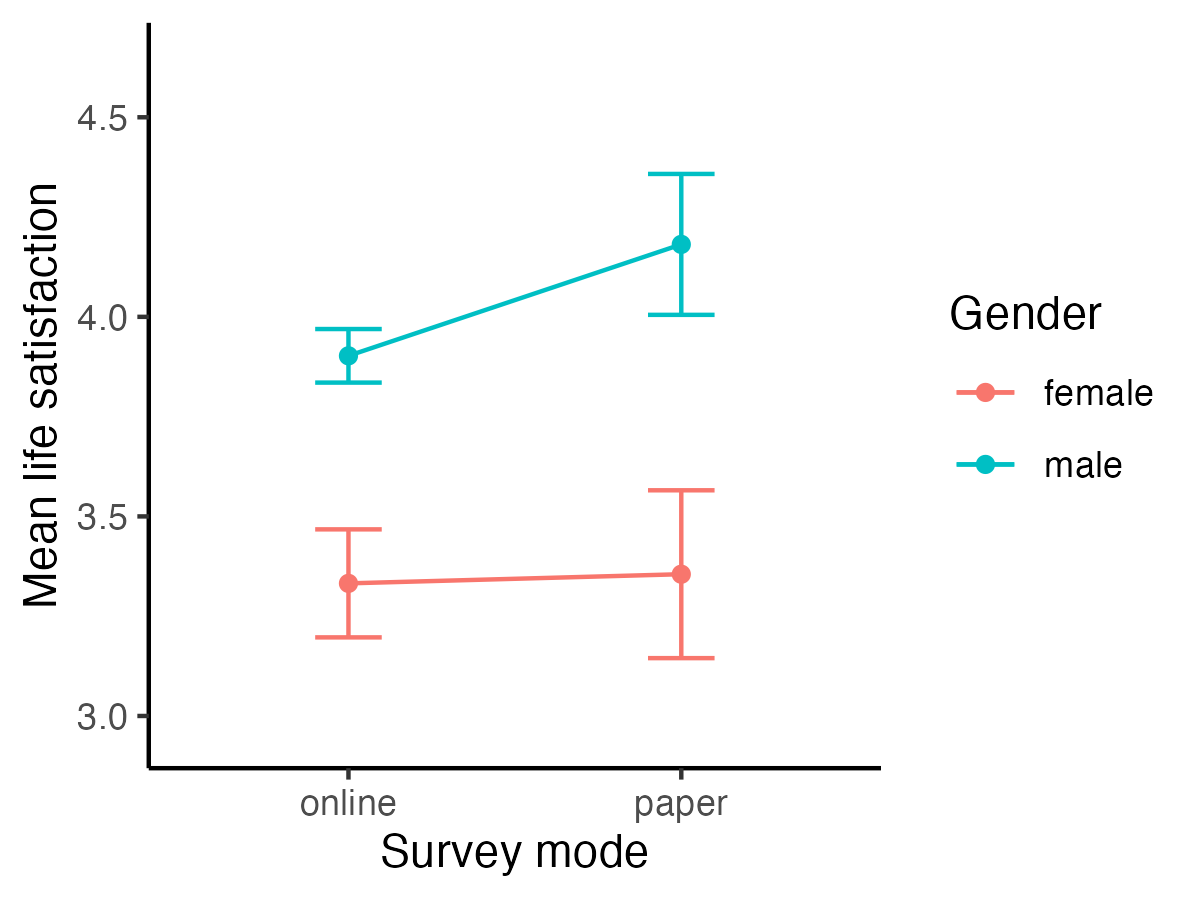 Mean life satisfaction
4.5
4.0
3.5
3.0
online paper
Survey mode
Gender
female
male